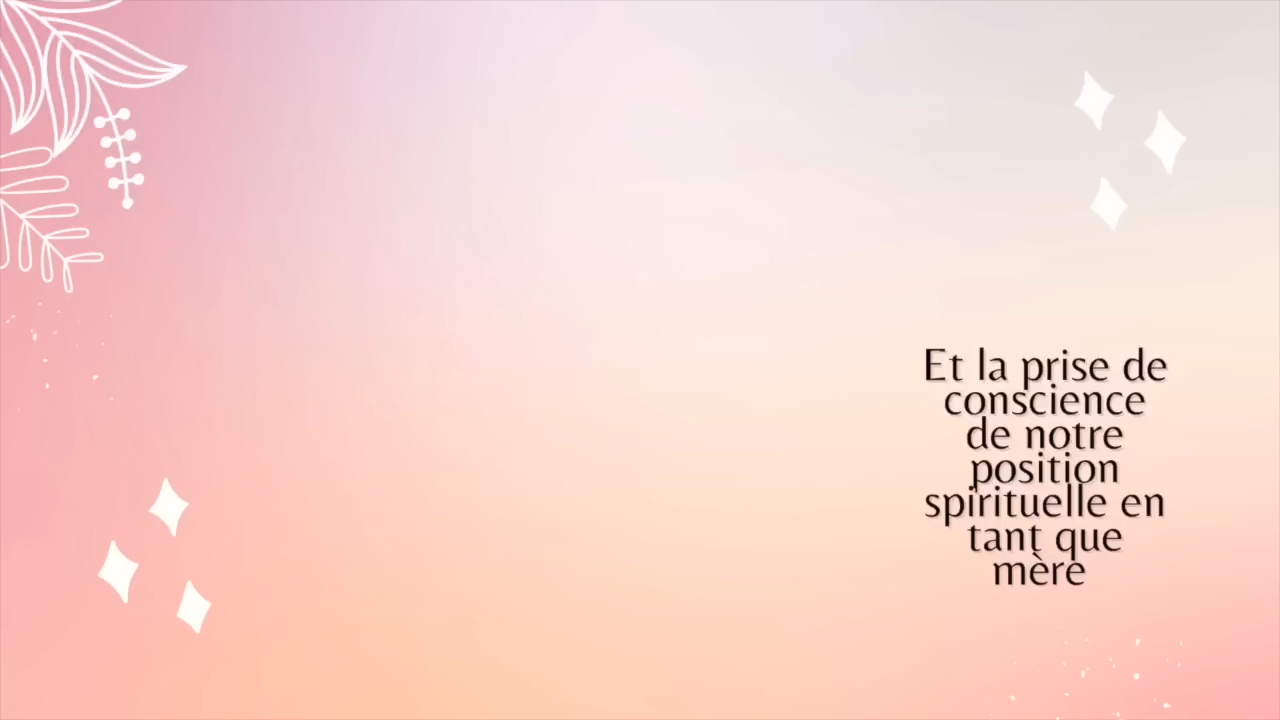 Et la prise de
conscience
de notre
position
spirituelle en
tant que
mère